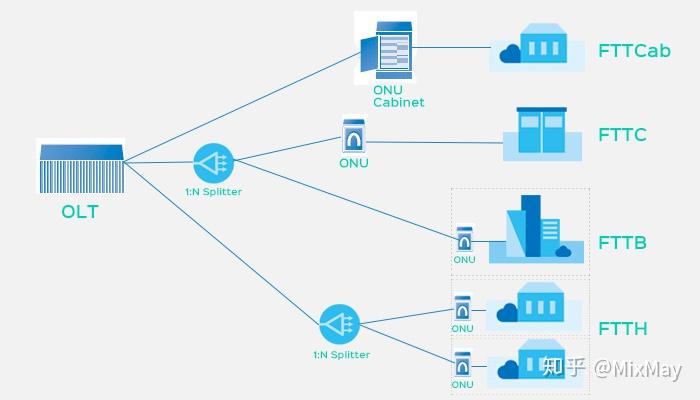 ONU
Cabinet
FTTCab
ONU
FTTC
1:N Splitter
OLT
ONU
FTTB
ONU
FTTH
1:N Splitter
ONU
知乎 @MixMay